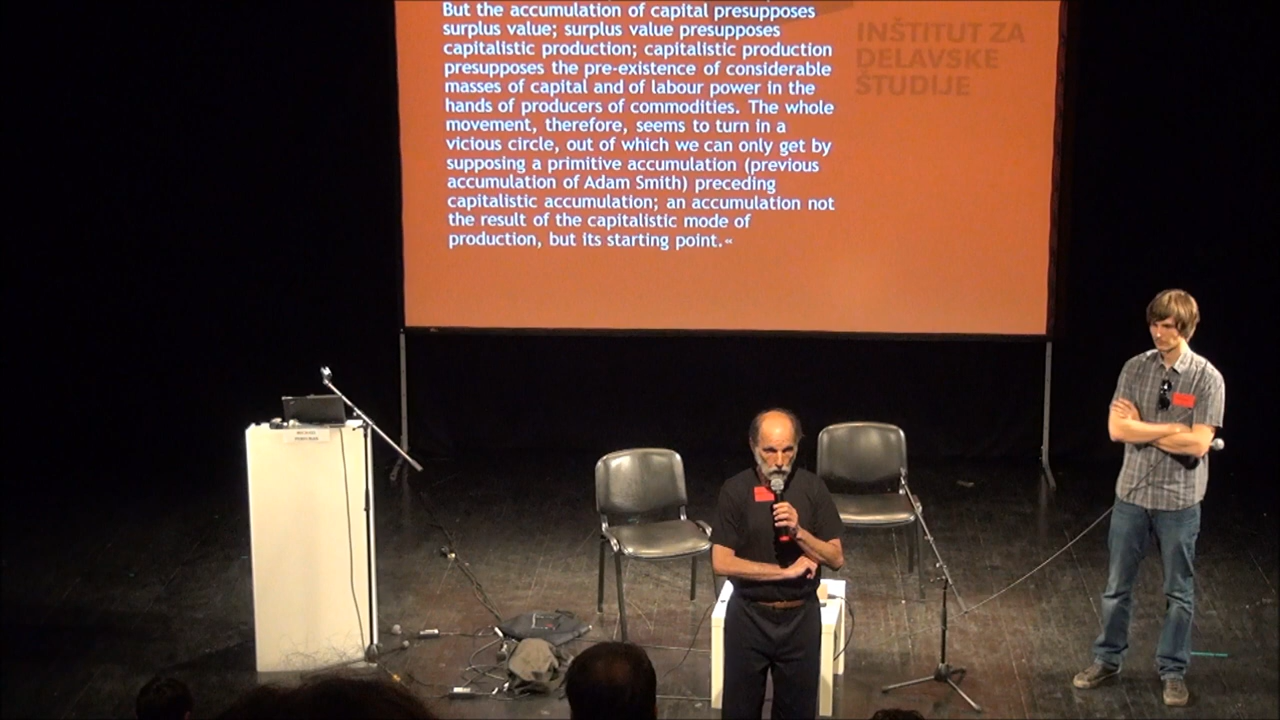 But the accumulation of capital presupposes
surplus value; surplus value presupposes
capitalistic production; capitalistic production
presupposes the pre-existence of considerable
masses of capital and of labour power in the
hands of producers of commodities. The whole
movement, therefore, seems to turn in a
vicious circle, out of which we can only get by
supposing a primitive accumulation (previous
accumulation of Adam Smith) preceding
capitalistic accumulation; an accumulation not
the result of the capitalistic mode of
production, but its starting point.«
INŠTITUT ZA
DELAVSKE
ŠTUDIJE